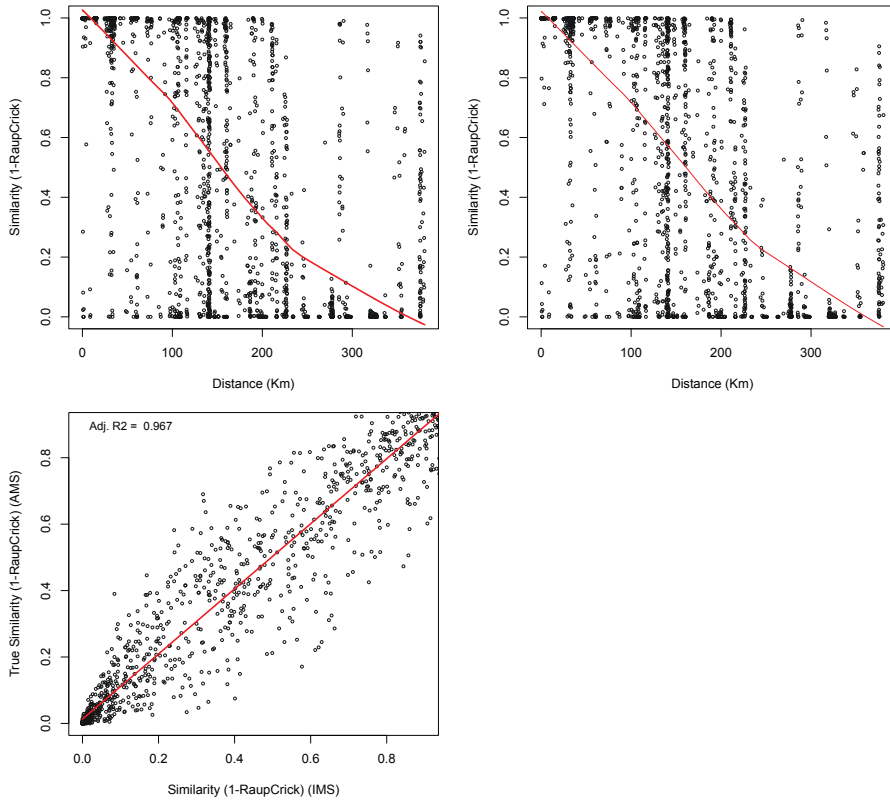 Similarity (1-RaupCrick)
1.0
0.8
0.6
0.4
0.2
0.0
0 100 200 300
Distance (Km)
Similarity (1-RaupCrick)
1.0
0.8
0.6
0.4
0.2
0.0
0 100 200 300
Distance (Km)
Adj. R2 = 0.967
True Similarity (1-RaupCrick) (AMS)
0.8
0.6
0.4
0.2
0.0
0.0 0.2 0.4 0.6 0.8
Similarity (1-RaupCrick) (IMS)